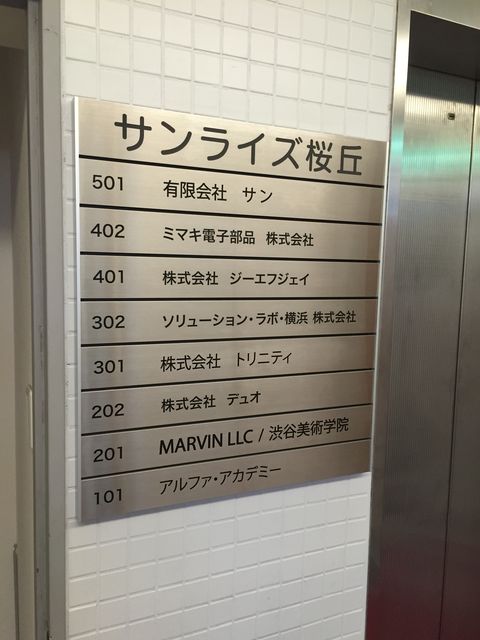 サンライズ桜丘
501 有限会社 サン
402 ミマキ電子部品 株式会社
401 株式会社 ジーエフジェイ
302 ソリューション・ラボ・横浜 株式会社
301 株式会社 トリニティ
202 株式会社 デュオ
201 MARVIN LLC / 渋谷美術学院
101 アルファ・アカデミー